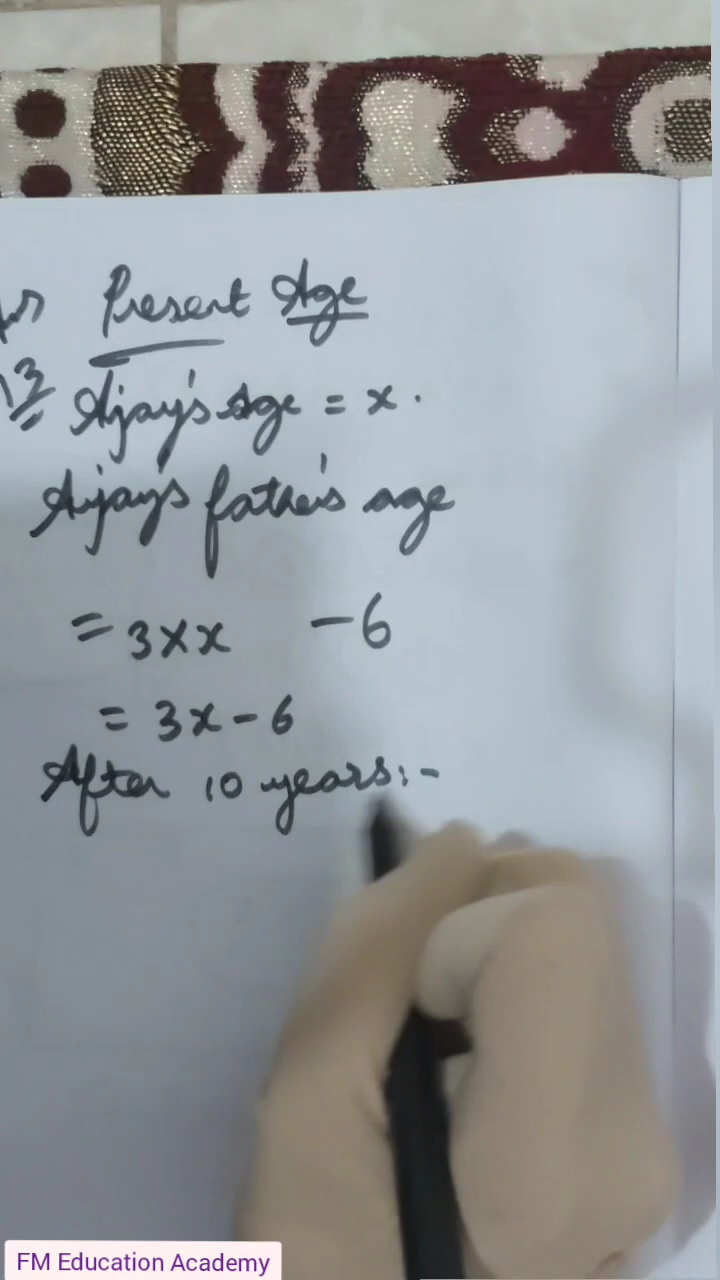 Present Age
Ajay's Age = x.
Ajay's father's age
= 3×x -6
= 3x-6
After 10 years:-
FM Education Academy